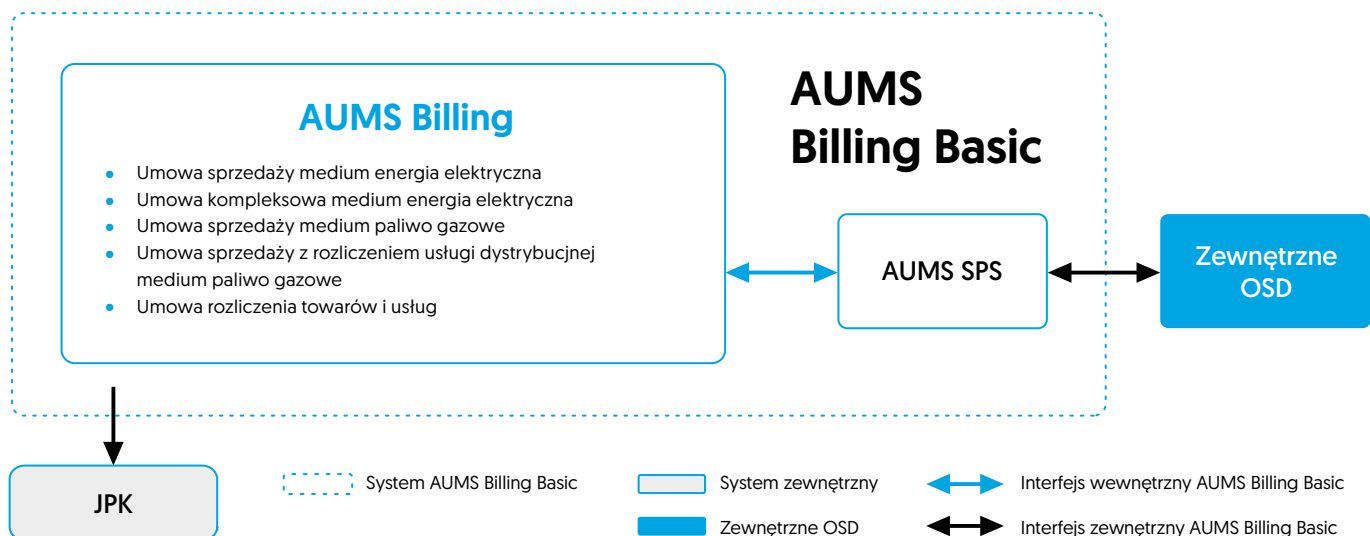 AUMS
Billing Basic
AUMS Billing
Umowa sprzedaży medium energia elektryczna
Umowa kompleksowa medium energia elektryczna
Umowa sprzedaży medium paliwo gazowe
Umowa sprzedaży z rozliczeniem usługi dystrybucjnej
medium paliwo gazowe
Umowa rozliczenia towarów i usług
AUMS SPS
Zewnętrzne
OSD
JPK
System AUMS Billing Basic
System zewnętrzny
Interfejs wewnętrzny AUMS Billing Basic
Zewnętrzne OSD
Interfejs zewnętrzny AUMS Billing Basic